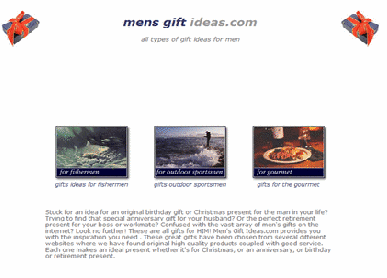 mens gift ideas.com
all types of gift ideas for men
for fishermen
for outdoos sportsmen
for gourmet
gifts ideas for fishermen
gifts outdoor sportsmen
gifts for the gourmet
Stuck for an idea for an original birthday gift or Christmas present for the man in your life?
Trying to find that special anniversary gift for your husband? Or the perfect retirement
present for your boss or workmate? Confused with the vast array of men's gifts on the
internet? Look no further! These are all gifts for HIM! Men's Gift Ideas.com provides you
with the inspiration you need. These great gifts have been chosen from several different
websites where we have found original high quality products coupled with good service.
Each one makes an idea present whether it's for Christmas, or an anniversary, or birthday
or retirement present.